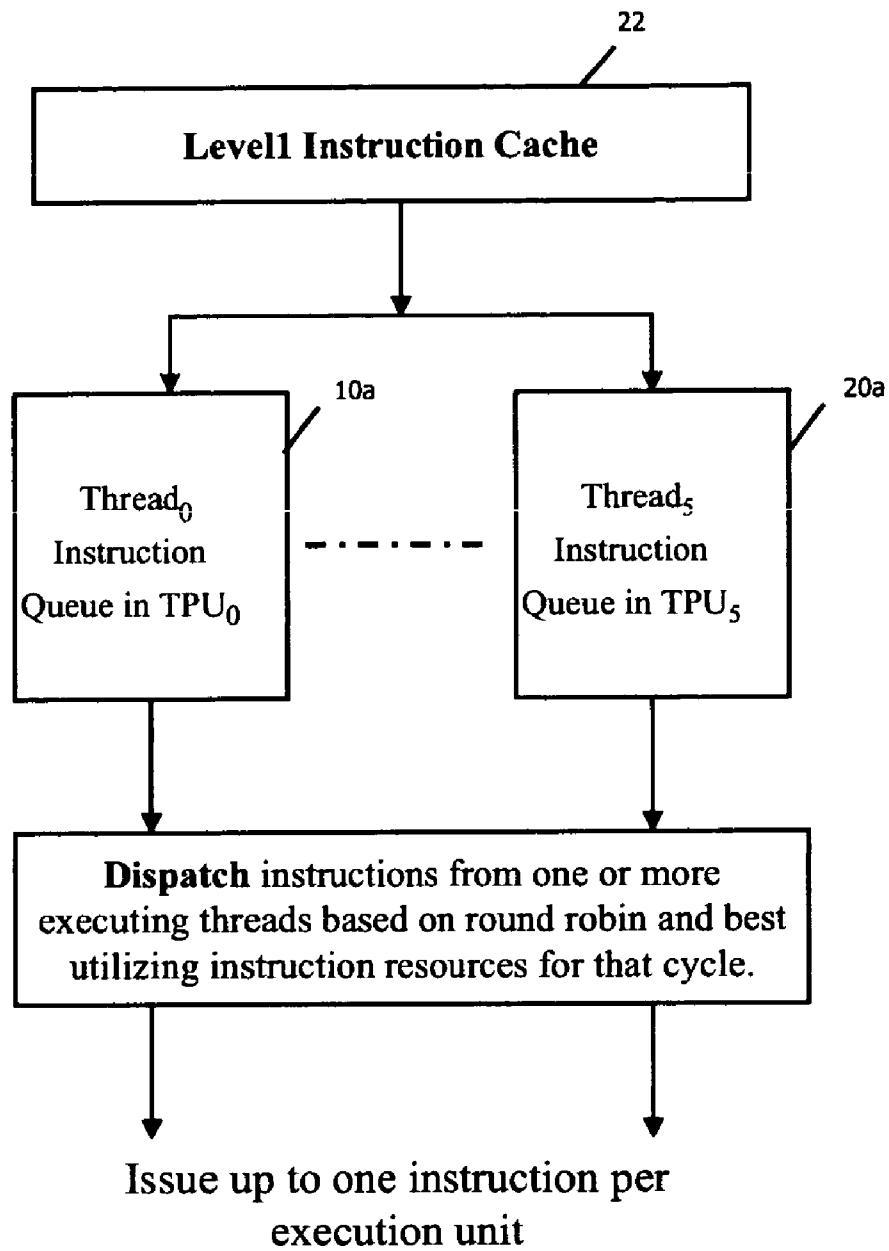 22
Level1 Instruction Cache
10a
20a
Thread₀
Instruction
Queue in TPU₀
Thread₅
Instruction
Queue in TPU₅
Dispatch instructions from one or more
executing threads based on round robin and best
utilizing instruction resources for that cycle.
Issue up to one instruction per
execution unit